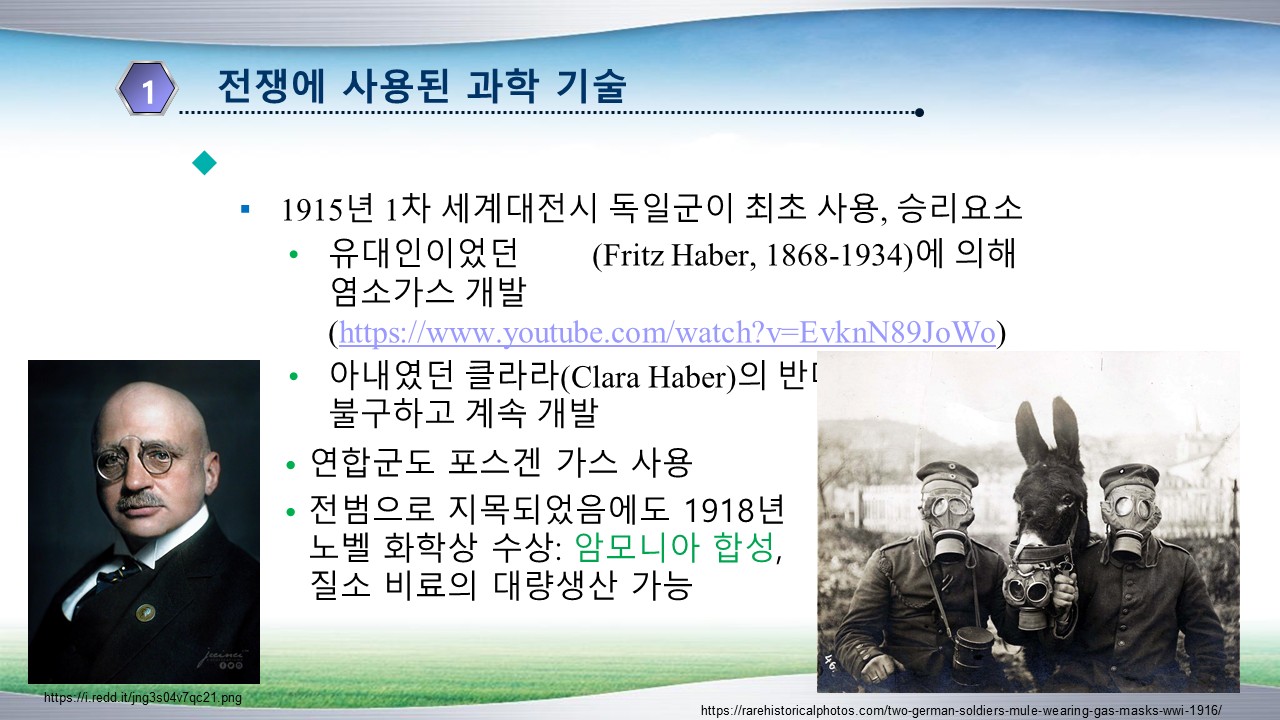 1
전쟁에 사용된 과학 기술
1915년 1차 세계대전시 독일군이 최초 사용, 승리요소
유대인이었던 (Fritz Haber, 1868-1934)에 의해
염소가스 개발
(https://www.youtube.com/watch?v=EvknN89JoWo)
아내였던 클라라(Clara Haber)의
불구하고 계속 개발
연합군도 포스겐 가스 사용
전범으로 지목되었음에도 1918년
노벨 화학상 수상: 암모니아 합성,
질소 비료의 대량생산 가능
https://i.redd.it/jng3s04v7qc21.png
https://rarehistoricalphotos.com/two-german-soldiers-mule-wearing-gas-masks-wwi-1916/